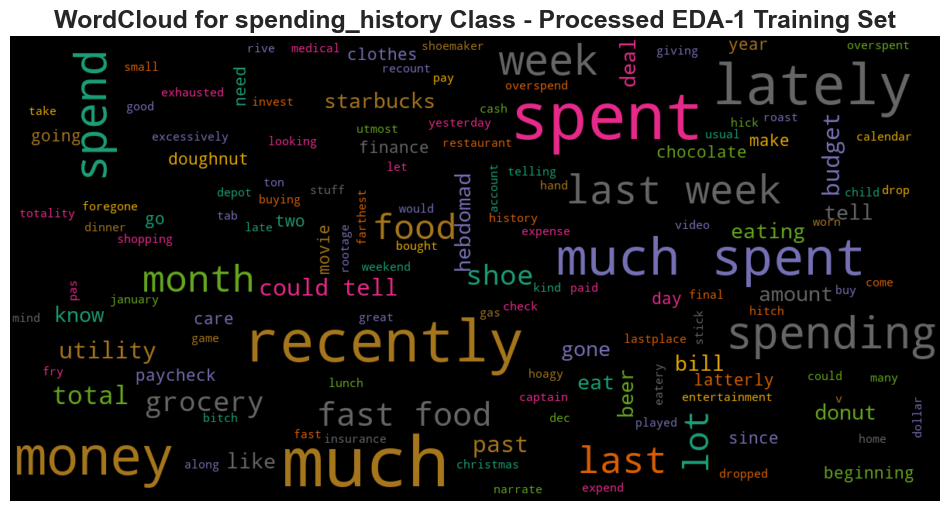 WordCloud for spending_history Class - Processed EDA-1 Training Set
rive medical shoemaker
clothes
recount
pay
week
deal
giving
year
overspent
spend
small
exhausted
need
invest
starbucks
cash
overspend
lately
take
good
going
excessively
looking
utmost
finance
yesterday
restaurant
spent
hick
roast
usual
make
calendar
chocolate
budget
doughnut
let
telling
hand
account
last week
child
drop
foregone
depot
ton
stuff
buying
farthest
would
totality
dinner
go
tab
late
two
food
hebdomad
history
expense
video
tell
worn
eating
shopping
movie
rootage
bought
much spent
weekend
month
could tell
shoe
kind
paid
day
final
amount
buy
come
pas
january
mind
know
care
great
check
gas
hitch
stick
spending
game
recently
lastplace
utility
gone
bill
fry
paycheck
lunch
hoagy
eat
beer
eatery
latterly
could
many
total
grocery
bitch
captain
entertainment
v
donut
dollar
fast food
dec
played
fast
insurance
past
lot
since
home
money
along
like
much
christmas
last
dropped
beginning
narrate
expend